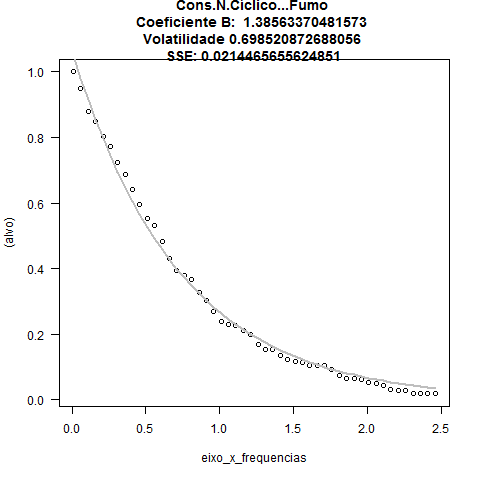 Cons.N.Ciclico...Fumo
Coeficiente B:  1.38563370481573
Volatilidade 0.698520872688056
SSE: 0.0214465655624851
1.0
0.8
0.6
0.4
0.2
0.0
(alvo)
0.0 0.5 1.0 1.5 2.0 2.5
eixo_x_frequencias